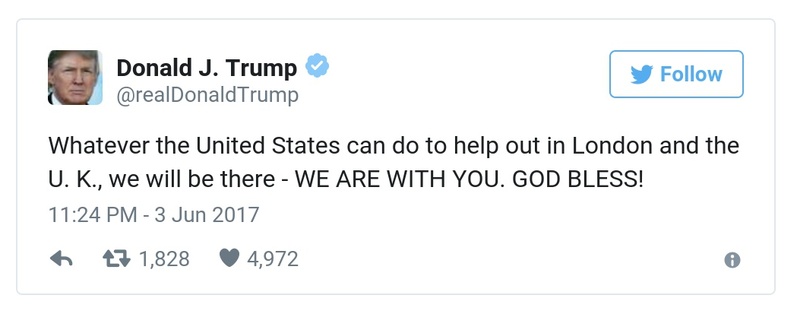 Donald J. Trump
@realDonaldTrump
Follow
Whatever the United States can do to help out in London and the
U. K., we will be there - WE ARE WITH YOU. GOD BLESS!
11:24 PM - 3 Jun 2017
1,828 4,972